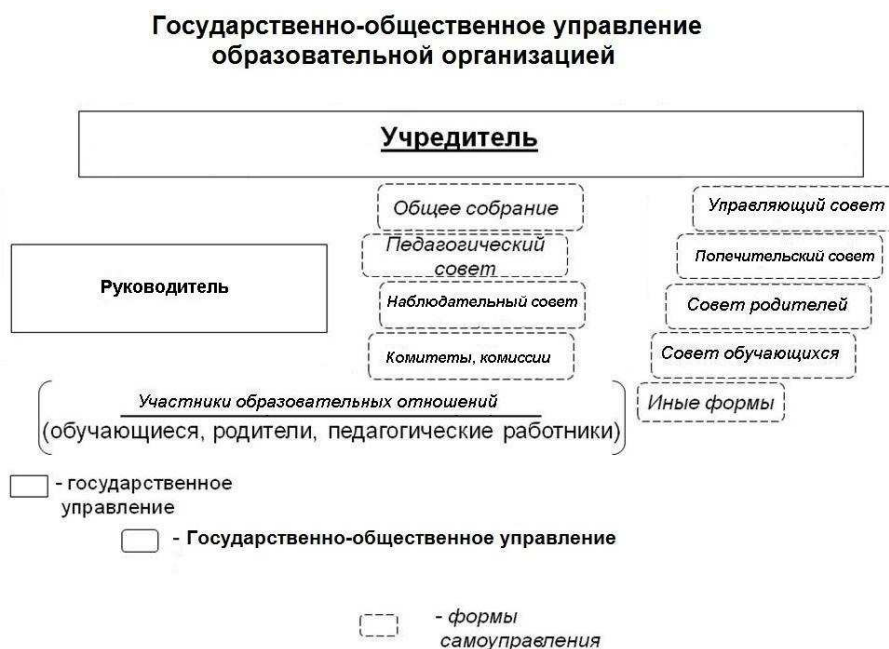 Государственно-общественное управление
образовательной организацией
Учредитель
Общее собрание
Управляющий совет
Педагогический
совет
Попечительский совет
Руководитель
Наблюдательный совет
Совет родителей
Комитеты, комиссии
Совет обучающихся
Участники образовательных отношений
(обучающиеся, родители, педагогические работники)
Иные формы
- государственное
управление
- Государственно-общественное управление
- формы
самоуправления